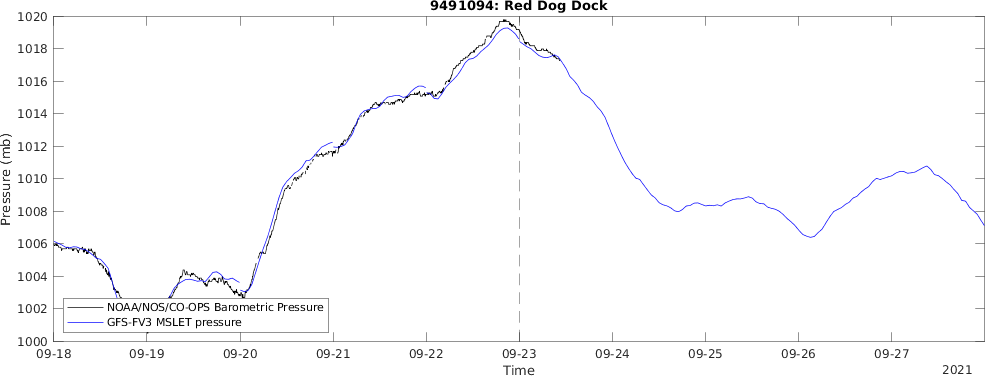 9491094: Red Dog Dock
1020
1018
1016
1014
1012
1010
1008
1006
1004
1002
1000
Pressure (mb)
NOAA/NOS/CO-OPS Barometric Pressure
GFS-FV3 MSLET pressure
09-18 09-19 09-20 09-21 09-22 09-23 09-24 09-25 09-26 09-27
Time
2021